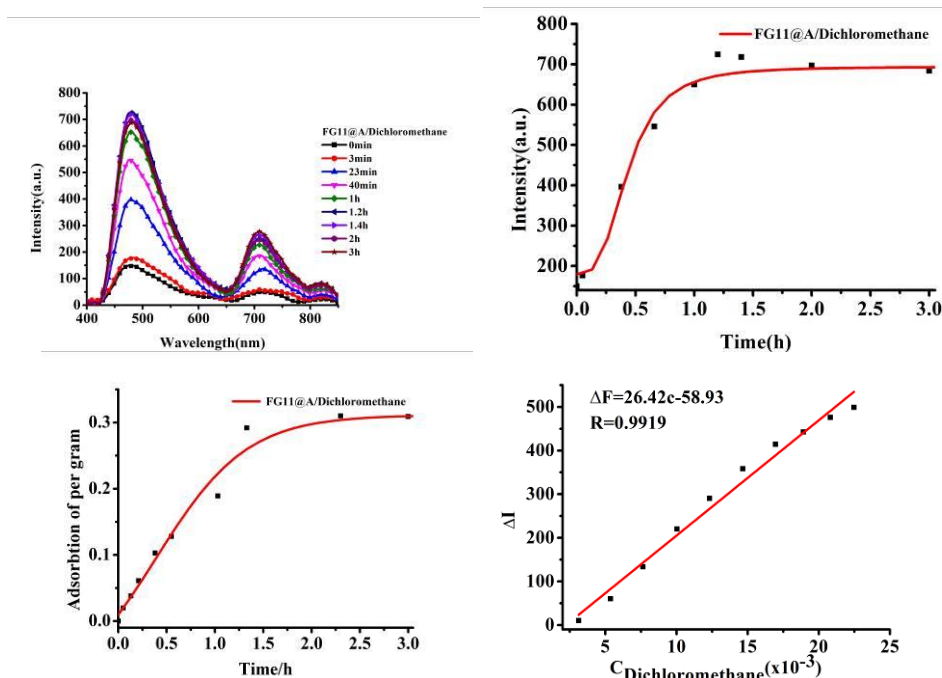 FG11@A/Dichloromethane
0min
3min
23min
40min
1h
1.2h
1.4h
2h
3h
800
700
600
500
400
300
200
100
0
Intensity(a.u.)
400 500 600 700 800
Wavelength(nm)
FG11@A/Dichloromethane
800
700
600
500
400
300
200
Intensity(a.u.)
0.0 0.5 1.0 1.5 2.0 2.5 3.0
Time(h)
FG11@A/Dichloromethane
0.3
0.2
0.1
0.0
Adsorbtion of per gram
0.0 0.5 1.0 1.5 2.0 2.5 3.0
Time/h
ΔF=26.42c-58.93
R=0.9919
500
400
300
200
100
0
ΔI
5 10 15 20 25
CDichloromethane(x10-3)